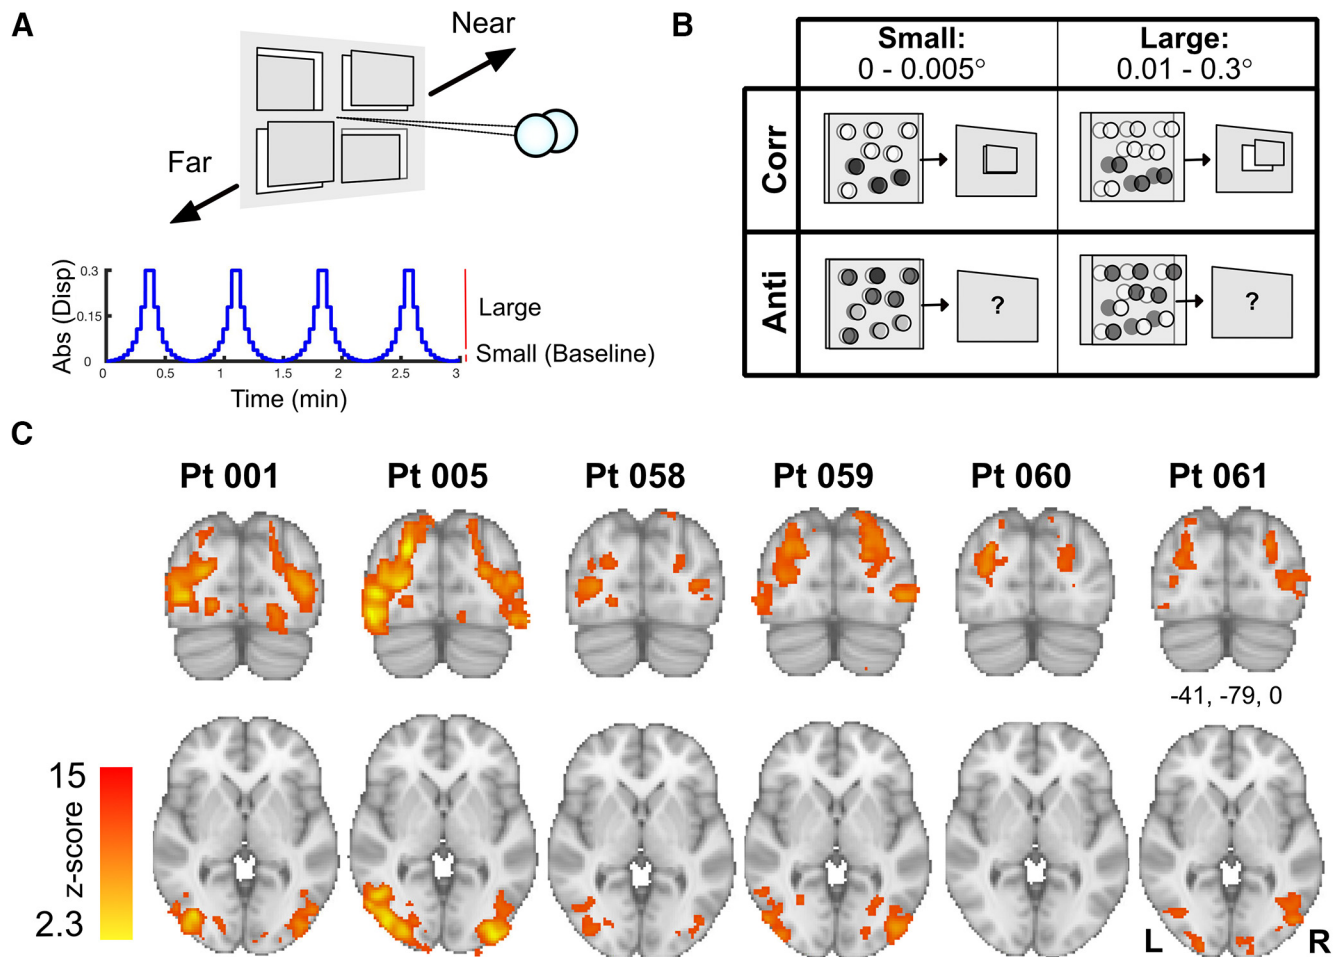 A
Near
Far
Abs (Disp)
0.3
0.15
0
0
0.5
1
1.5
2
2.5
3
Time (min)
Large
Small (Baseline)
B
Small:
0 - 0.005°
Large:
0.01 - 0.3°
Corr
Anti
?
?
C
Pt 001
Pt 005
Pt 058
Pt 059
Pt 060
Pt 061
-41, -79, 0
15
z-score
2.3
L
R